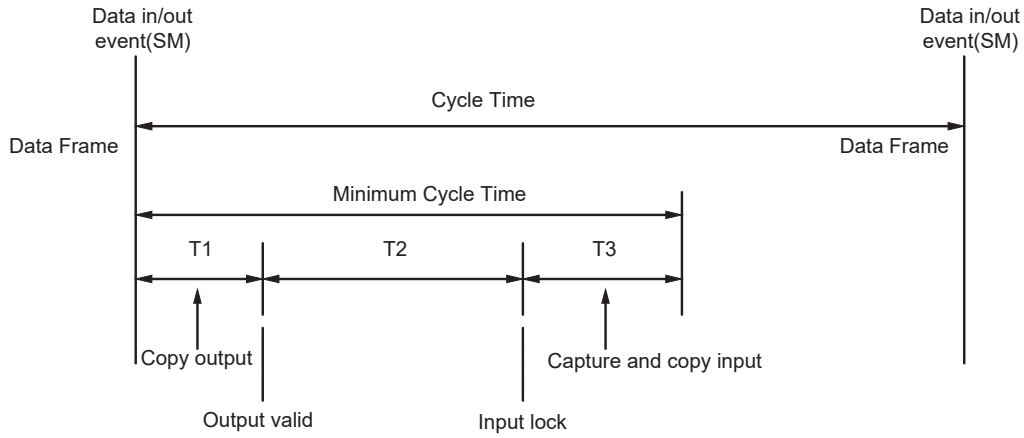 Data in/out
event(SM)
Data in/out
event(SM)
Cycle Time
Data Frame
Data Frame
Minimum Cycle Time
T1
T2
T3
Copy output
Capture and copy input
Output valid
Input lock